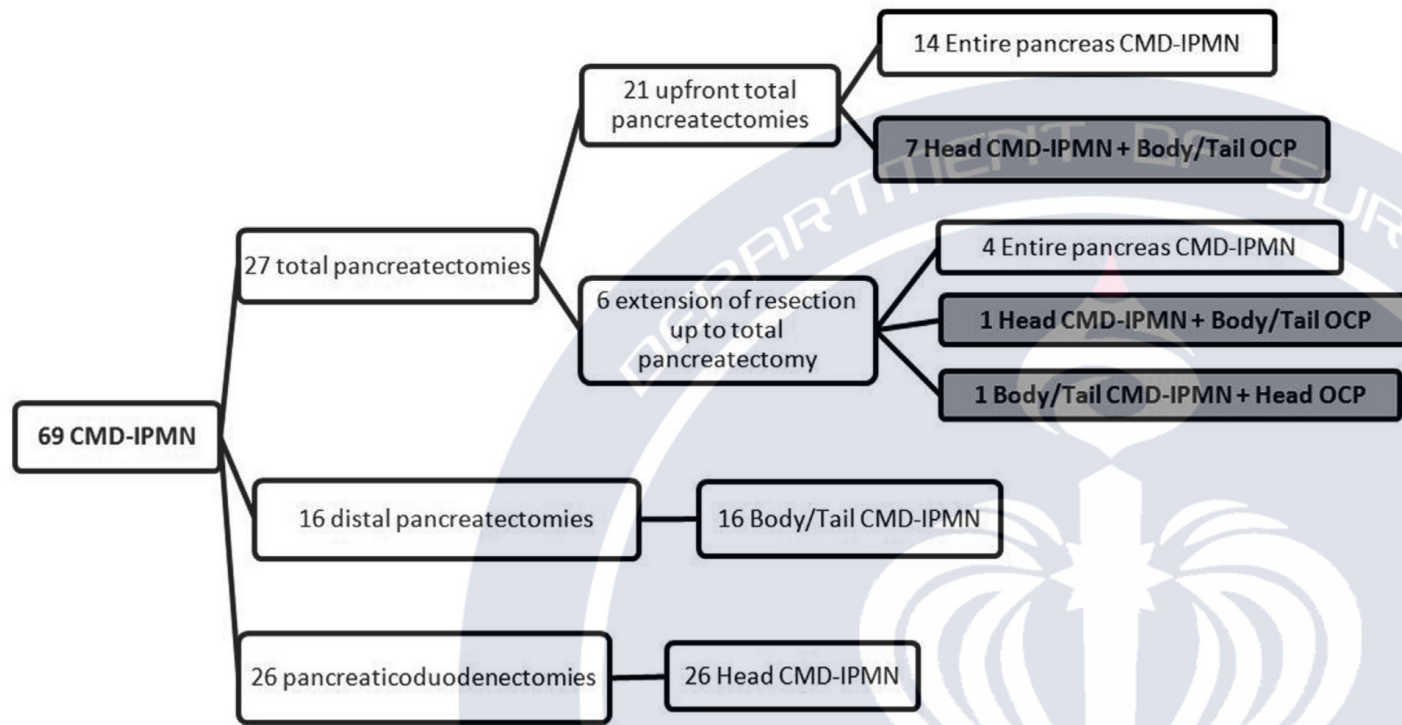 14 Entire pancreas CMD-IPMN
21 upfront total
pancreatectomies
7 Head CMD-IPMN + Body/Tail OCP
DEPARTMENT OF SUR
4 Entire pancreas CMD-IPMN
27 total pancreatectomies
6 extension of resection
up to total
pancreatectomy
1 Head CMD-IPMN + Body/Tail OCP
1 Body/Tail CMD-IPMN + Head OCP
69 CMD-IPMN
16 distal pancreatectomies
16 Body/Tail CMD-IPMN
26 pancreaticoduodenectomies
26 Head CMD-IPMN